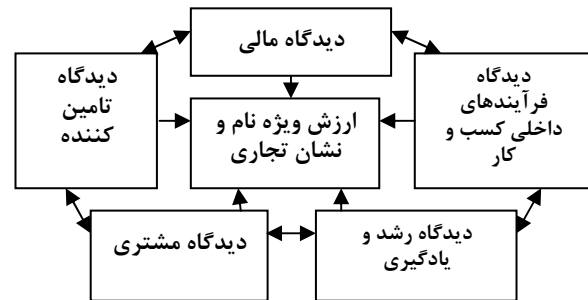 دیدگاه مالی
دیدگاه
فرآیندهای
داخلی کسب و
کار
ارزش ویژه نام و
نشان تجاری
دیدگاه
تامین
کننده
دیدگاه رشد و
یادگیری
دیدگاه مشتری